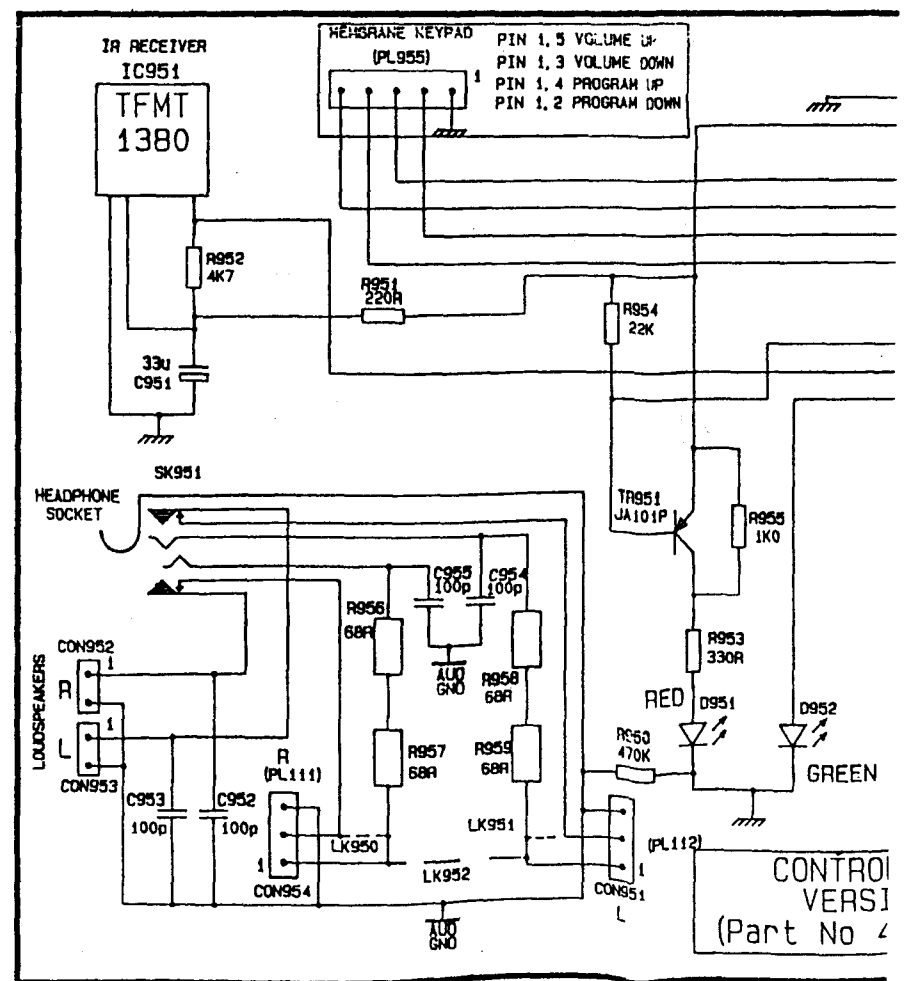 IR RECEIVER
IC951
TFMT
1380
MEMBRANE KEYPAD
(PL955)
1
PIN 1, 5 VOLUME UP
PIN 1, 3 VOLUME DOWN
PIN 1, 4 PROGRAM UP
PIN 1, 2 PROGRAM DOWN
R952
4K7
R951
220R
R954
22K
33u
C951
SK951
HEADPHONE
SOCKET
TR951
JA101P
R955
1K0
C955
100p
C954
100p
R956
68R
AUD
GND
R958
68R
R953
330R
LOUDSPEAKERS
CON952
1
R
1
L
CON953
RED
D951
D952
GREEN
R957
68R
R959
68R
R950
470K
R
(PL111)
C953
100p
C952
100p
LK950
1
CON954
LK952
LK951
(PL112)
1
CON951
L
AUD
GND
CONTROL
VERSI
(Part No 4